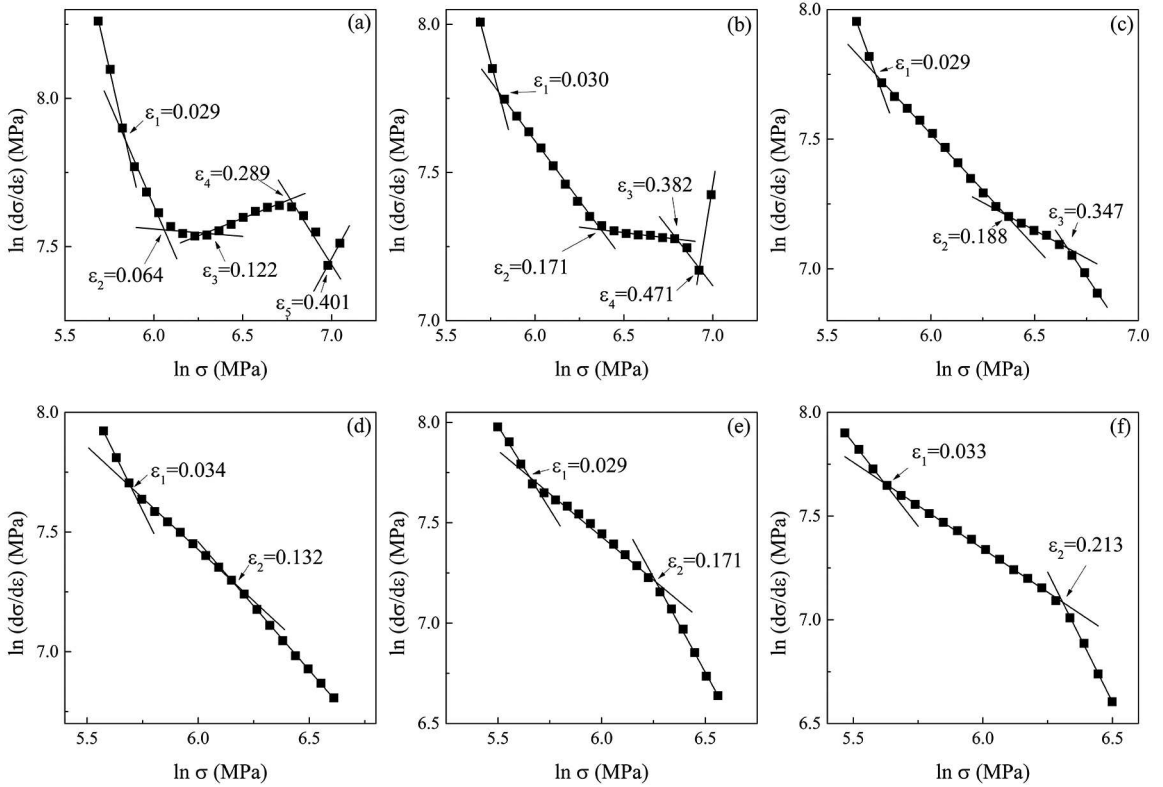 (a)
ε₁=0.029
ε₄=0.289
ε₂=0.064
ε₃=0.122
ε₅=0.401
8.0
7.5
5.5 6.0 6.5 7.0
ln σ (MPa)
ln (dσ/dε) (MPa)
(b)
ε₁=0.030
ε₃=0.382
ε₂=0.171
ε₄=0.471
8.0
7.5
7.0
5.5 6.0 6.5 7.0
ln σ (MPa)
ln (dσ/dε) (MPa)
(c)
ε₁=0.029
ε₃=0.347
ε₂=0.188
8.0
7.5
7.0
5.5 6.0 6.5 7.0
ln σ (MPa)
ln (dσ/dε) (MPa)
(d)
ε₁=0.034
ε₂=0.132
8.0
7.5
7.0
5.5 6.0 6.5
ln σ (MPa)
ln (dσ/dε) (MPa)
(e)
ε₁=0.029
ε₂=0.171
8.0
7.5
7.0
6.5
5.5 6.0 6.5
ln σ (MPa)
ln (dσ/dε) (MPa)
(f)
ε₁=0.033
ε₂=0.213
8.0
7.5
7.0
6.5
5.5 6.0 6.5
ln σ (MPa)
ln (dσ/dε) (MPa)